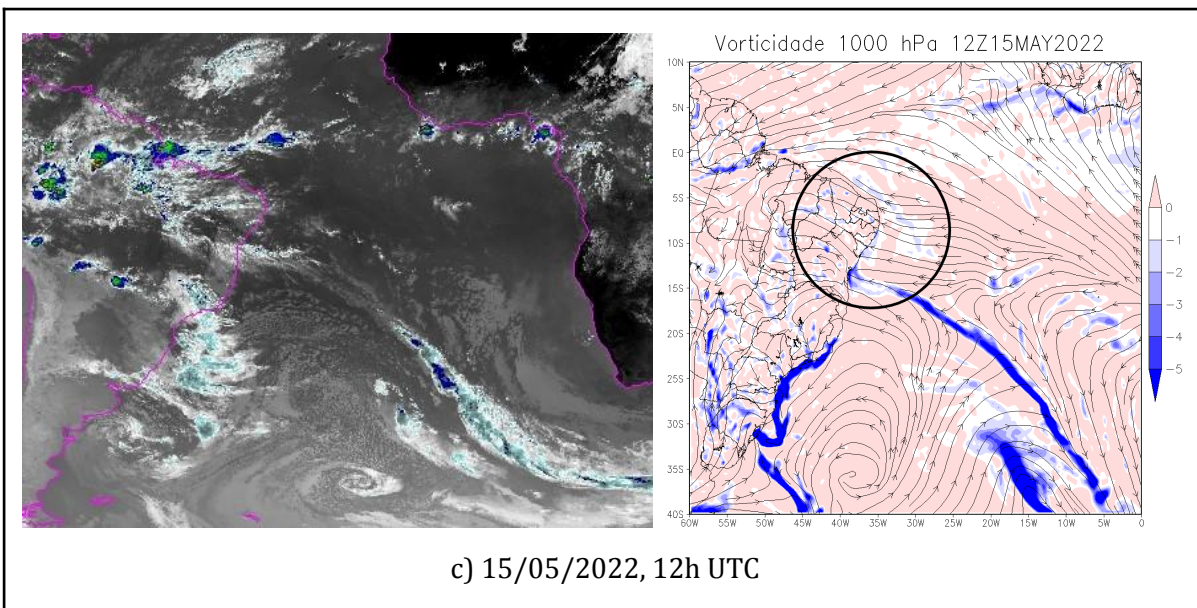 Vorticidade 1000 hPa 12Z15MAY2022
10N
5N
EQ
5S
10S
15S
20S
25S
30S
35S
40S
60W 55W 50W 45W 40W 35W 30W 25W 20W 15W 10W 5W 0
0
-1
-2
-3
-4
-5
c) 15/05/2022, 12h UTC